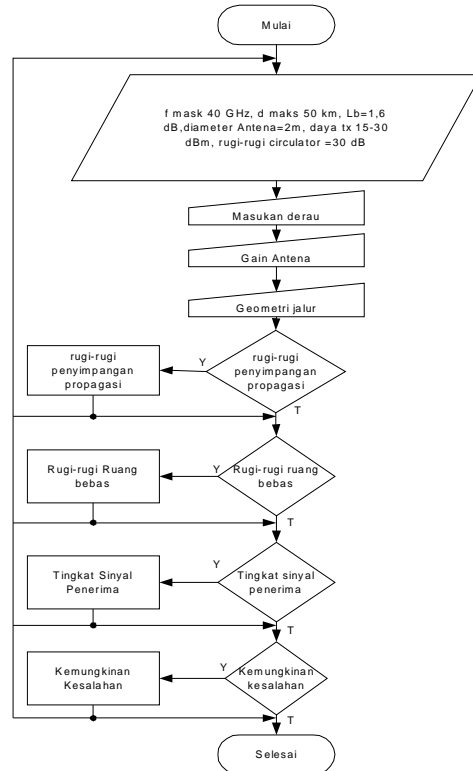 Mulai
f mask 40 GHz, d maks 50 km, Lb=1,6
dB,diameter Antena=2m, daya tx 15-30
dBm, rugi-rugi circulator =30 dB
Masukan derau
Gain Antena
Geometri jalur
rugi-rugi
penyimpangan
propagasi
Y
rugi-rugi
penyimpangan
propagasi
T
Rugi-rugi Ruang
bebas
Y
Rugi-rugi ruang
bebas
T
Tingkat Sinyal
Penerima
Y
Tingkat sinyal
penerima
T
Kemungkinan
Kesalahan
Y
Kemungkinan
kesalahan
T
Selesai